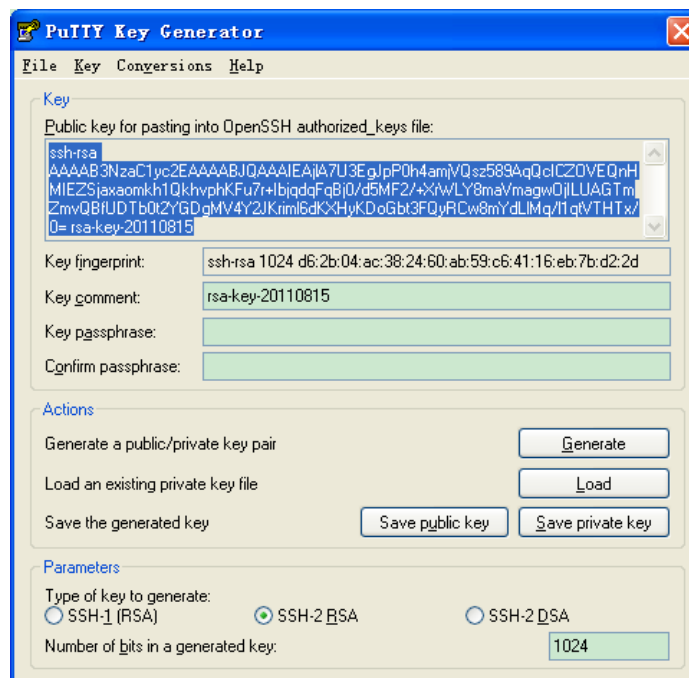 PuTTY Key Generator
File Key Conversions Help
Key
Public key for pasting into OpenSSH authorized_keys file:
ssh-rsa
AAAAB3NzaC1yc2EAAAABJQAAAIEAjlA7U3EgJpP0h4amjVQsz589AqQcICZOVEQnH
MIEZSjaxaomkh1QkhvphKFu7r+IbjqdqFqBj0/d5MF2/+XrWLY8maVmagwOjlLUAGTm
ZmvQBfUDTb0t2YGDgMV4Y2JKriml6dKXHyKDoGbt3FQyRCw8mYdLlMq/l1qtVTHTx/
0= rsa-key-20110815
Key fingerprint: ssh-rsa 1024 d6:2b:04:ac:38:24:60:ab:59:c6:41:16:eb:7b:d2:2d
Key comment: rsa-key-20110815
Key passphrase:
Confirm passphrase:
Actions
Generate a public/private key pair Generate
Load an existing private key file Load
Save the generated key Save public key Save private key
Parameters
Type of key to generate:
SSH-1 (RSA) SSH-2 RSA SSH-2 DSA
Number of bits in a generated key: 1024